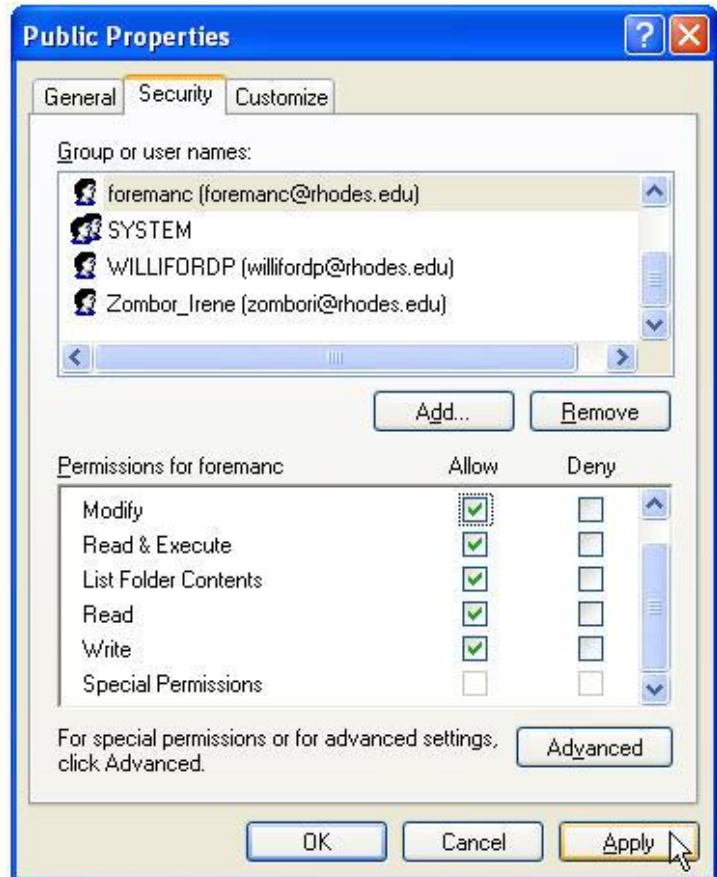 Public Properties
General Security Customize
Group or user names:
foremanc (foremanc@rhodes.edu)
SYSTEM
WILLIFORDP (willifordp@rhodes.edu)
Zombor_Irene (zombori@rhodes.edu)
Add... Remove
Permissions for foremanc Allow Deny
Modify
Read & Execute
List Folder Contents
Read
Write
Special Permissions
For special permissions or for advanced settings, Advanced
click Advanced.
OK Cancel Apply